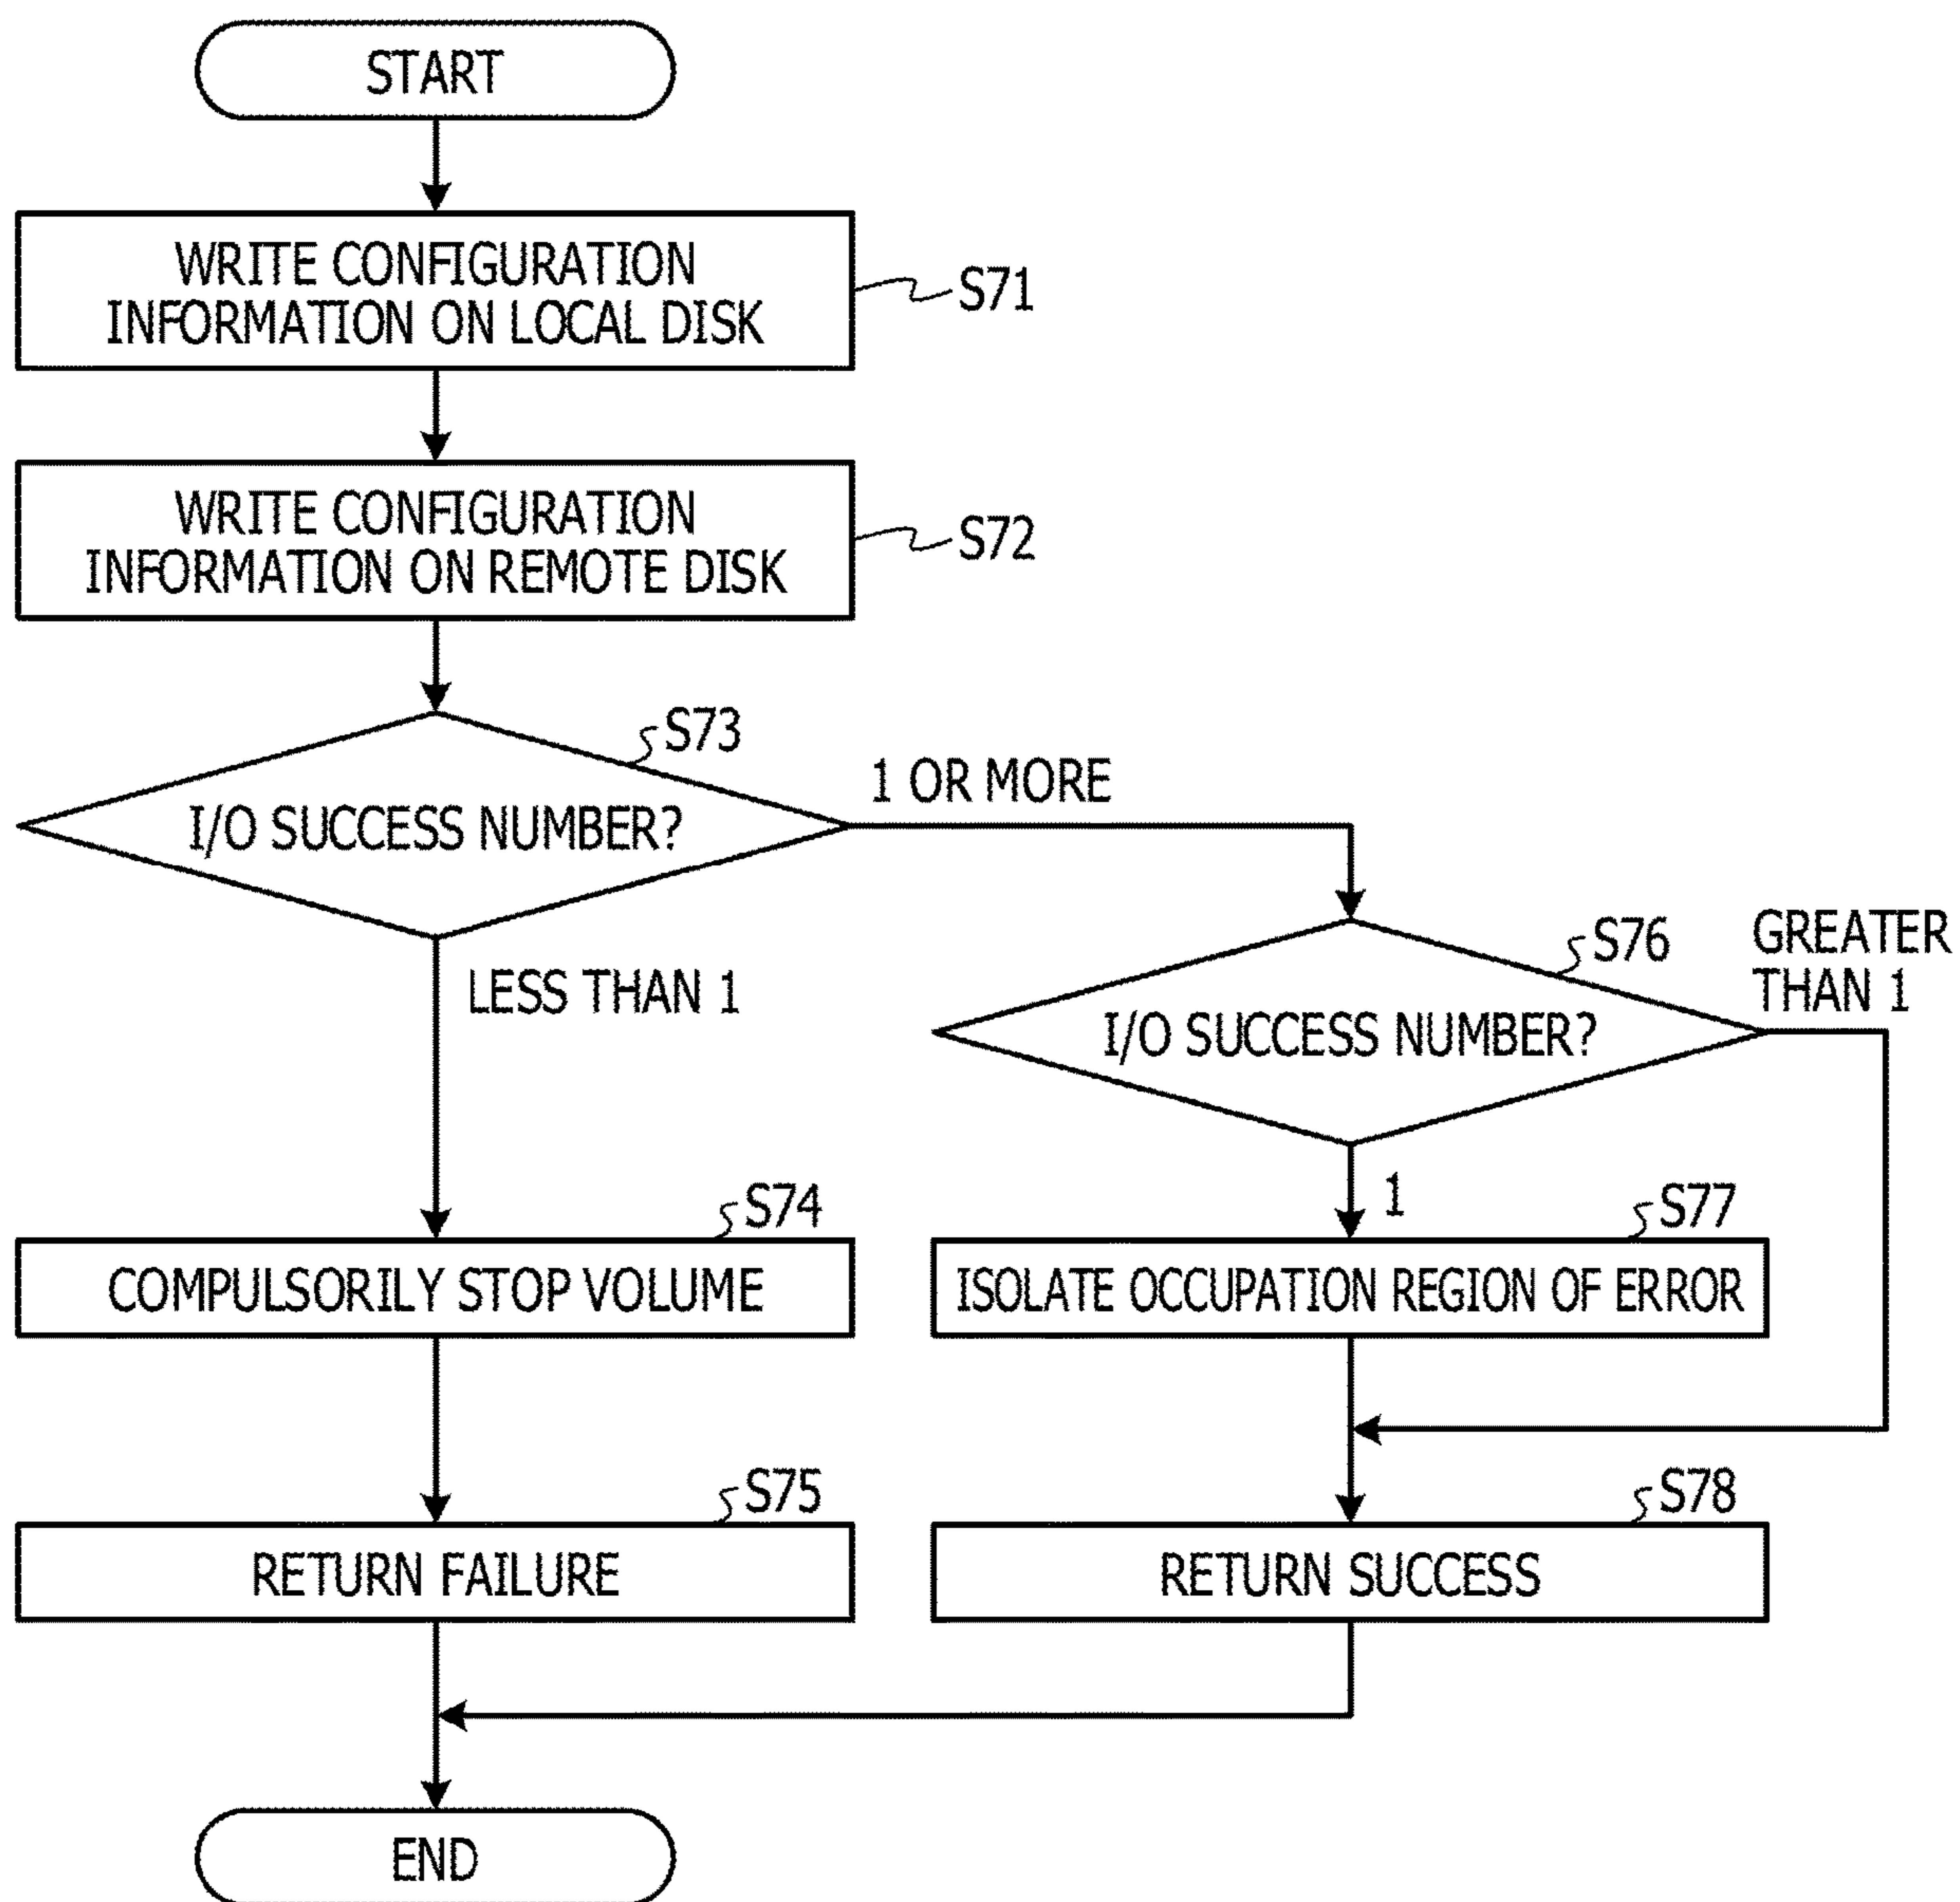 START
WRITE CONFIGURATION
INFORMATION ON LOCAL DISK
S71
WRITE CONFIGURATION
INFORMATION ON REMOTE DISK
S72
S73
I/O SUCCESS NUMBER?
1 OR MORE
LESS THAN 1
S76
I/O SUCCESS NUMBER?
GREATER
THAN 1
1
S74
COMPULSORILY STOP VOLUME
S77
ISOLATE OCCUPATION REGION OF ERROR
S75
RETURN FAILURE
S78
RETURN SUCCESS
END